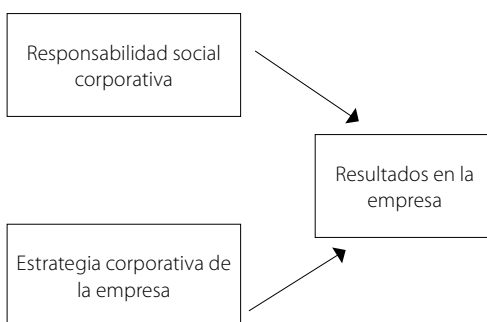 Responsabilidad social
corporativa
Resultados en la
empresa
Estrategia corporativa de
la empresa